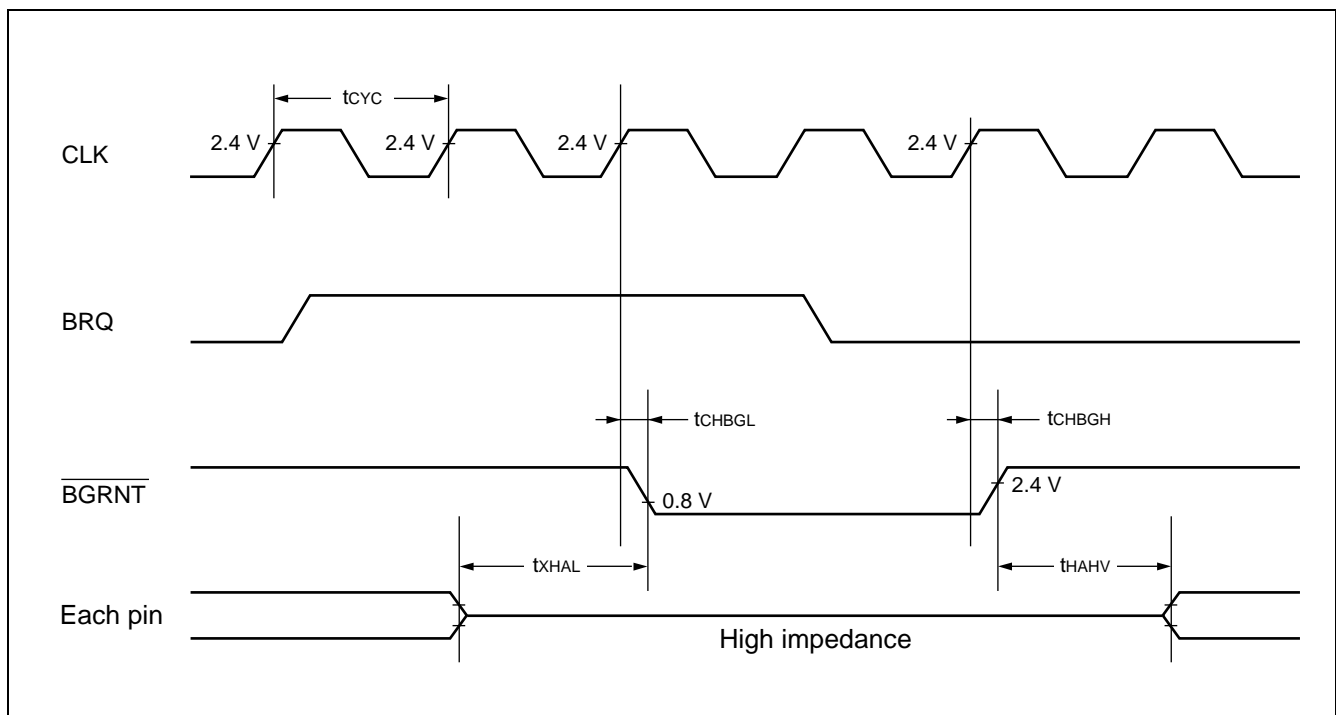 tCYC
2.4 V 2.4 V 2.4 V 2.4 V
CLK
BRQ
tCHBGL tCHBGH
BGRNT
0.8 V 2.4 V
tXHAL tHAHV
Each pin
High impedance